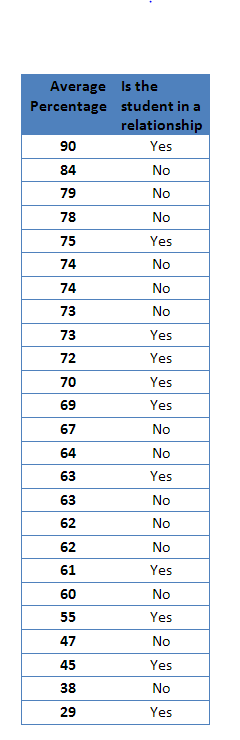 Average Is the
Percentage student in a
relationship
90 Yes
84 No
79 No
78 No
75 Yes
74 No
74 No
73 No
73 Yes
72 Yes
70 Yes
69 Yes
67 No
64 No
63 Yes
63 No
62 No
62 No
61 Yes
60 No
55 Yes
47 No
45 Yes
38 No
29 Yes